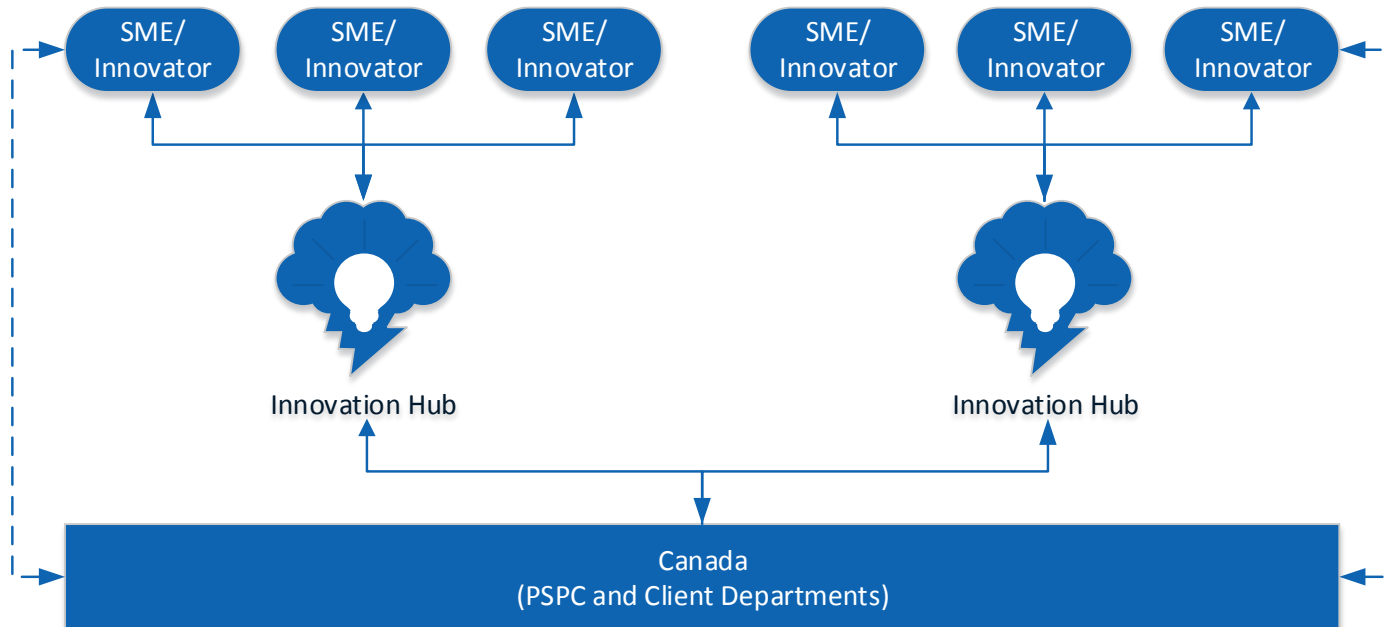 SME/
Innovator
SME/
Innovator
SME/
Innovator
SME/
Innovator
SME/
Innovator
SME/
Innovator
Innovation Hub
Innovation Hub
Canada
(PSPC and Client Departments)